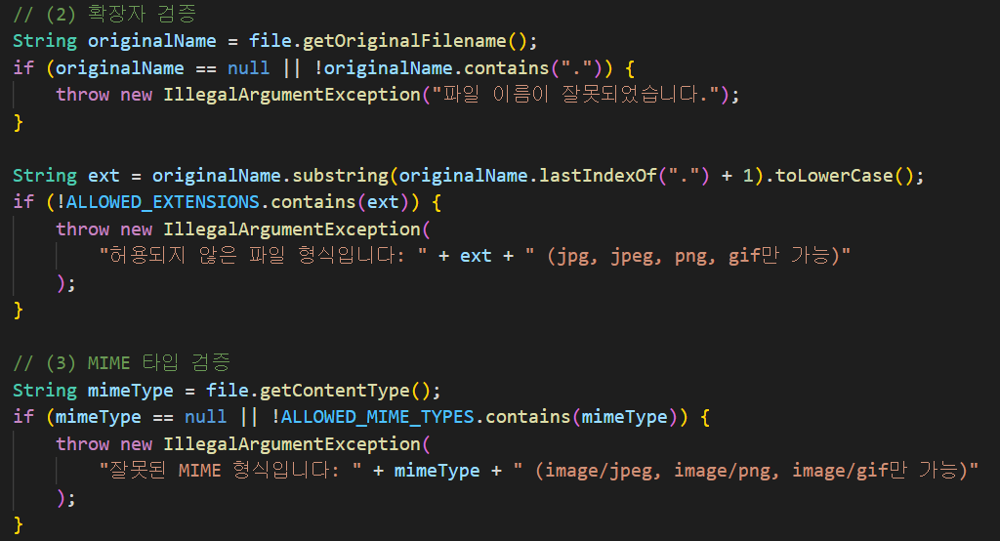 // (2) 확장자 검증
String originalName = file.getOriginalFilename();
if (originalName == null || !originalName.contains(".")) {
    throw new IllegalArgumentException("파일 이름이 잘못되었습니다.");
}

String ext = originalName.substring(originalName.lastIndexOf(".") + 1).toLowerCase();
if (!ALLOWED_EXTENSIONS.contains(ext)) {
    throw new IllegalArgumentException(
        "허용되지 않은 파일 형식입니다: " + ext + " (jpg, jpeg, png, gif만 가능)"
    );
}

// (3) MIME 타입 검증
String mimeType = file.getContentType();
if (mimeType == null || !ALLOWED_MIME_TYPES.contains(mimeType)) {
    throw new IllegalArgumentException(
        "잘못된 MIME 형식입니다: " + mimeType + " (image/jpeg, image/png, image/gif만 가능)"
    );
}